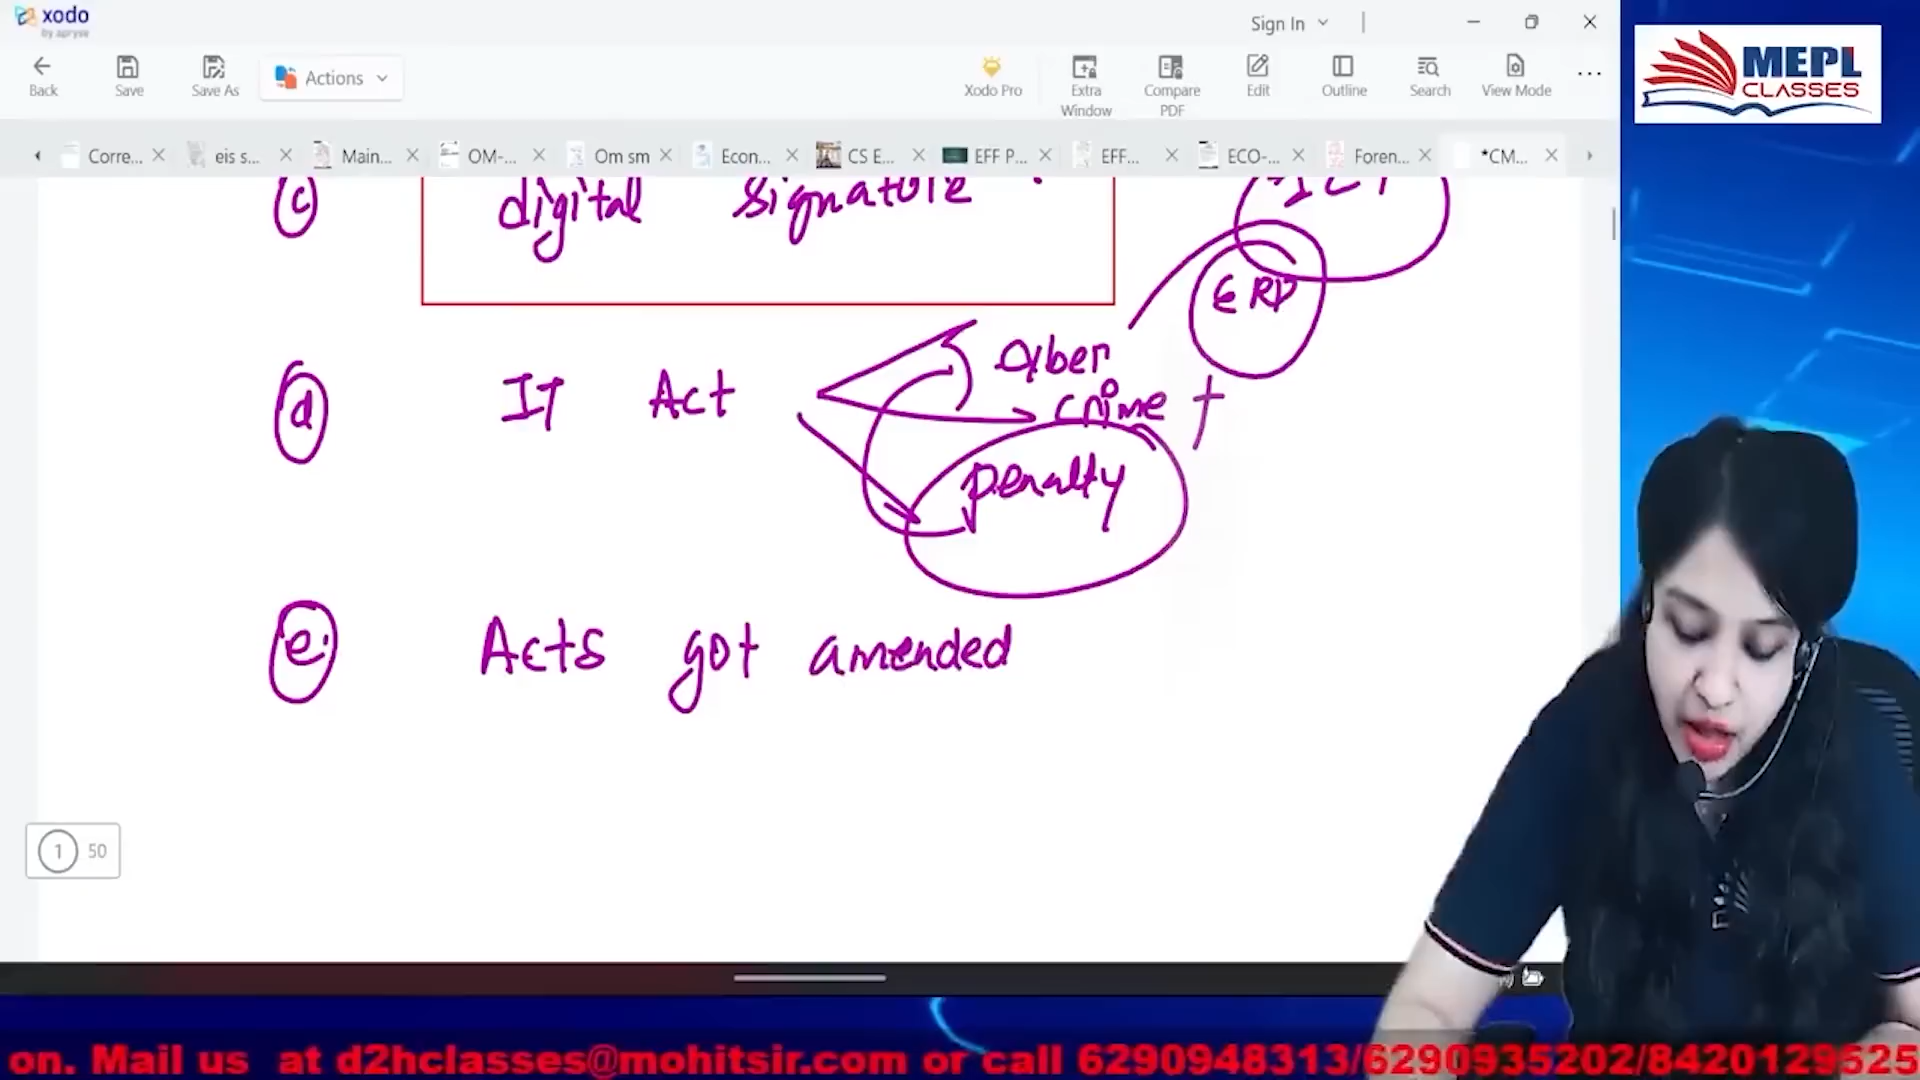 xodo
by apryse
Sign In
Back
Save
Save As
Actions
Xodo Pro
Extra Window
Compare PDF
Edit
Outline
Search
View Mode
MEPL
CLASSES
Corre...
eis s...
Main...
OM-...
Om sm
Econ...
CS E...
EFF P...
EFF...
ECO-...
Foren...
*CM...
(c) digital signature
ERP
(d) IT Act
Cyber
crime +
penalty
(e) Acts got amended
1 50
on. Mail us at d2hclasses@mohitsir.com or call 6290948313/6290935202/8420129525